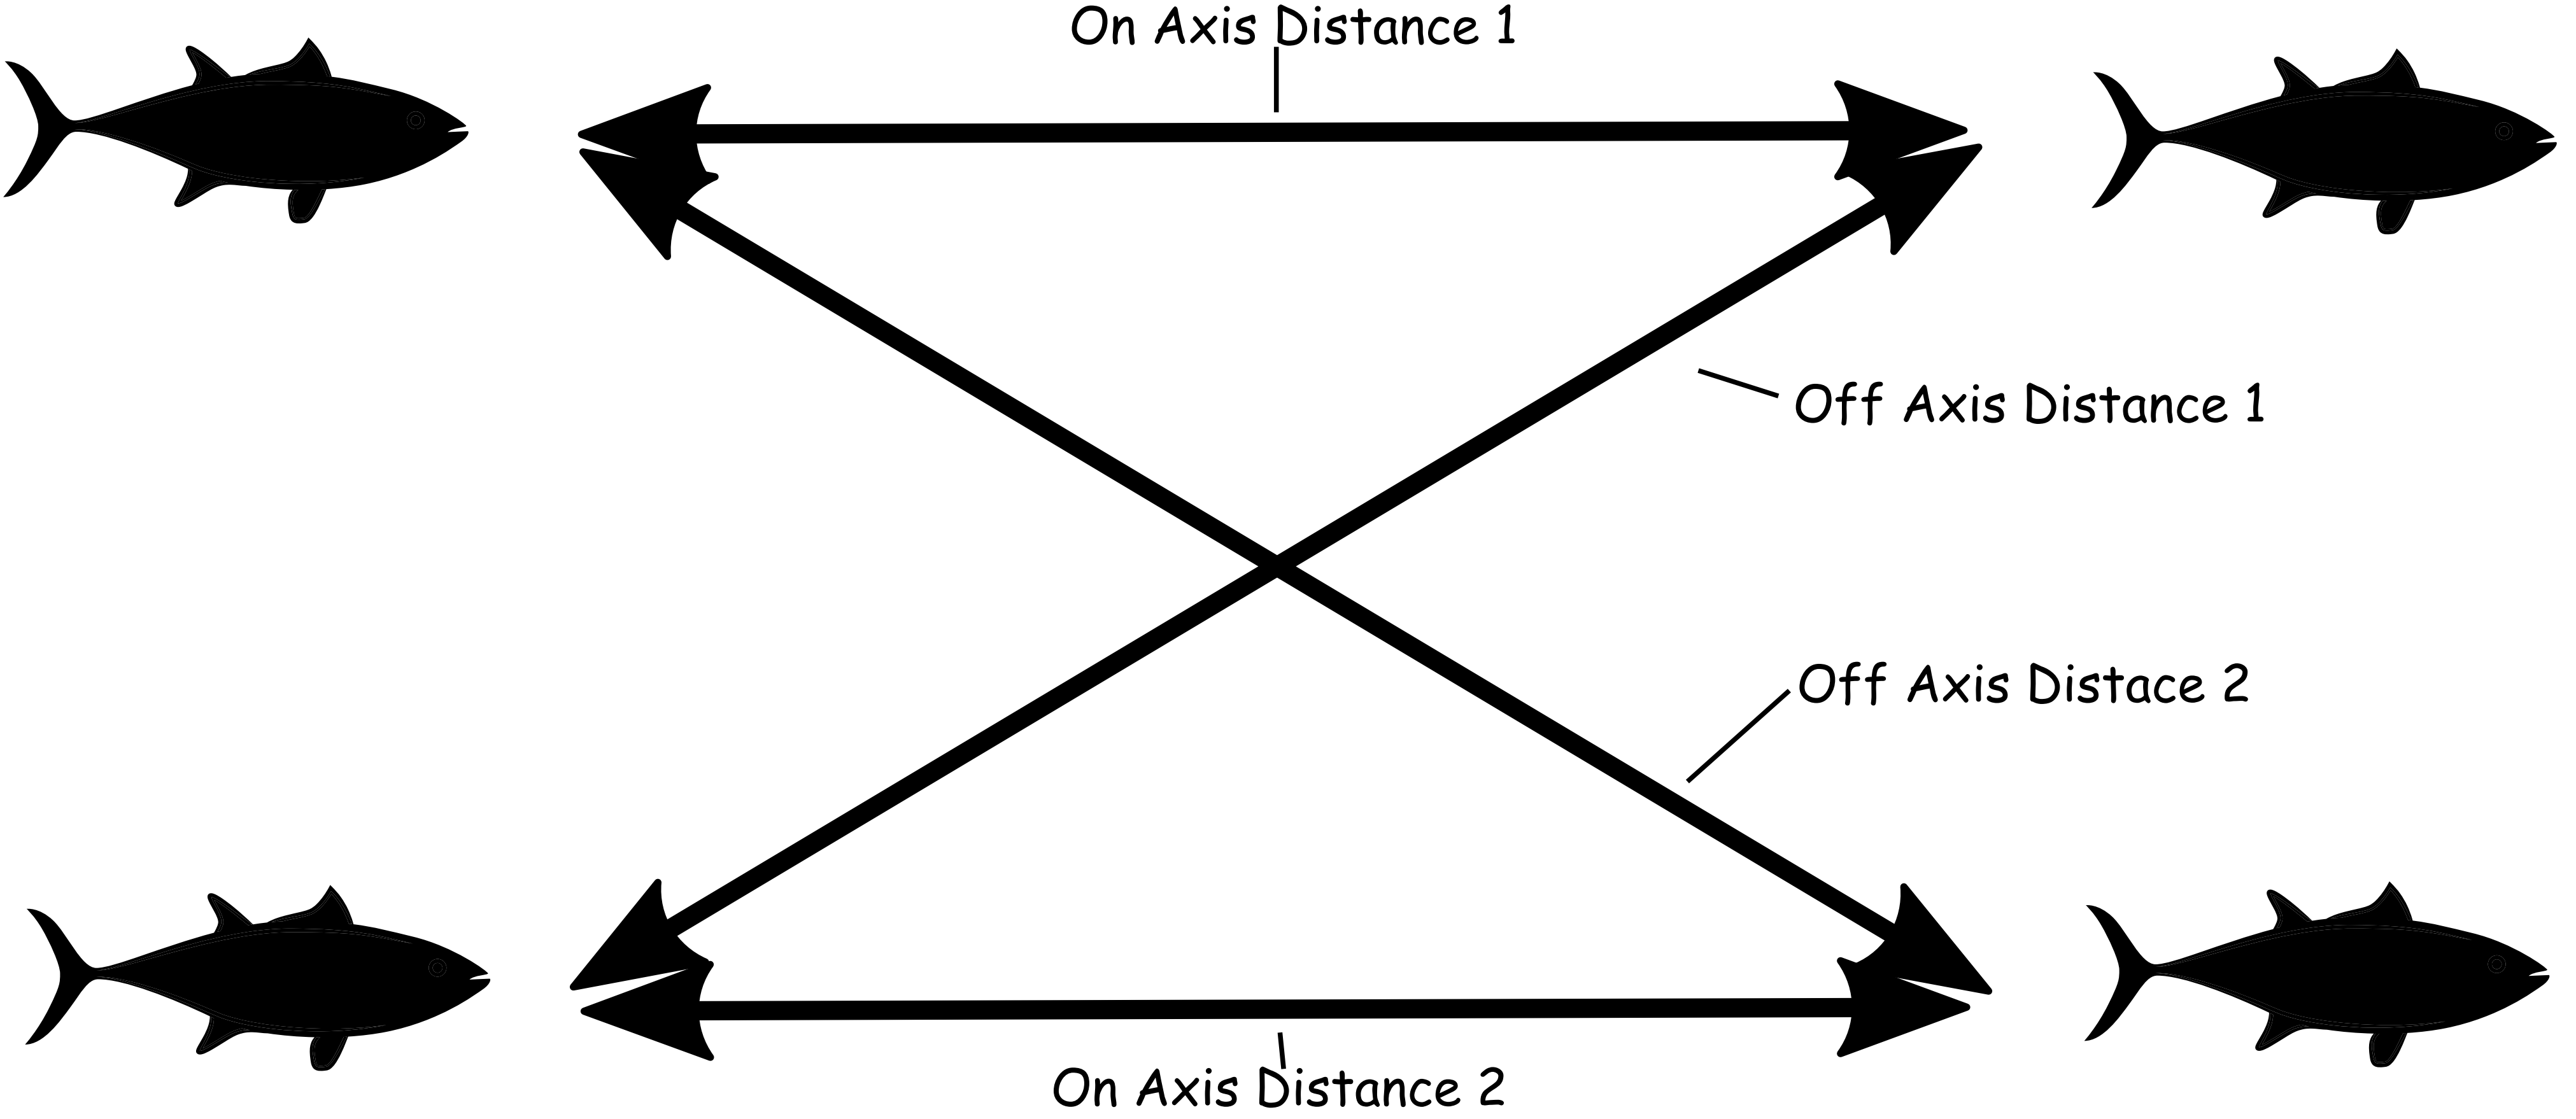 On Axis Distance 1
Off Axis Distance 1
Off Axis Distace 2
On Axis Distance 2